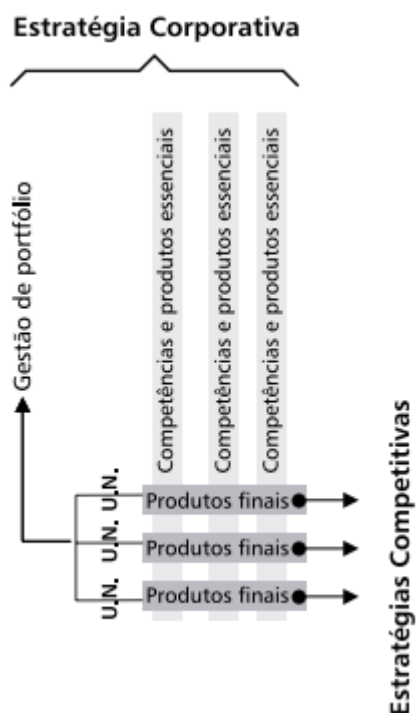 Estratégia Corporativa
Gestão de portfólio
Competências e produtos essenciais
Competências e produtos essenciais
Competências e produtos essenciais
U.N.
Produtos finais
U.N.
Produtos finais
U.N.
Produtos finais
Estratégias Competitivas